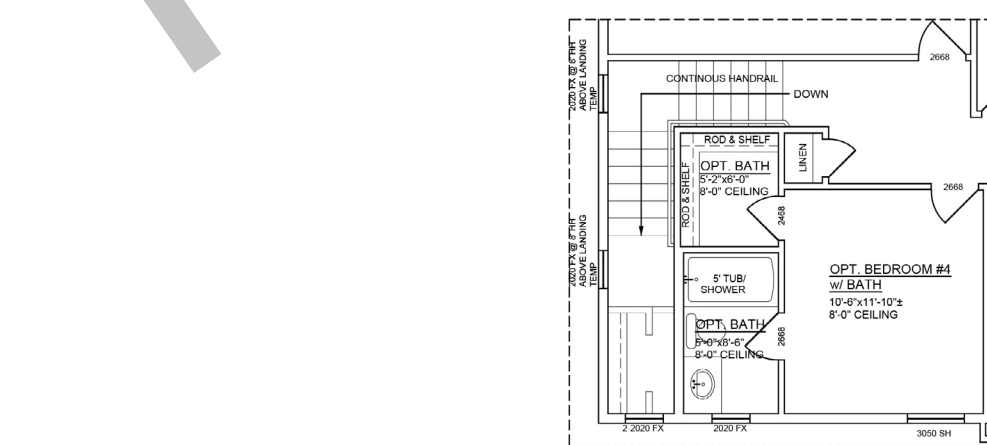 2020 FX @ 8' HH
ABOVE LANDING
TEMP
CONTINOUS HANDRAIL
DOWN
2668
ROD & SHELF
LINEN
OPT. BATH
5'-2"x6'-0"
8'-0" CEILING
ROD & SHELF
2468
2668
2020 FX @ 8' HH
ABOVE LANDING
TEMP
5' TUB/
SHOWER
OPT. BEDROOM #4
w/ BATH
10'-6"x11'-10"±
8'-0" CEILING
OPT. BATH
5'-0"x8'-6"
8'-0" CEILING
2668
2 2020 FX
2020 FX
3050 SH